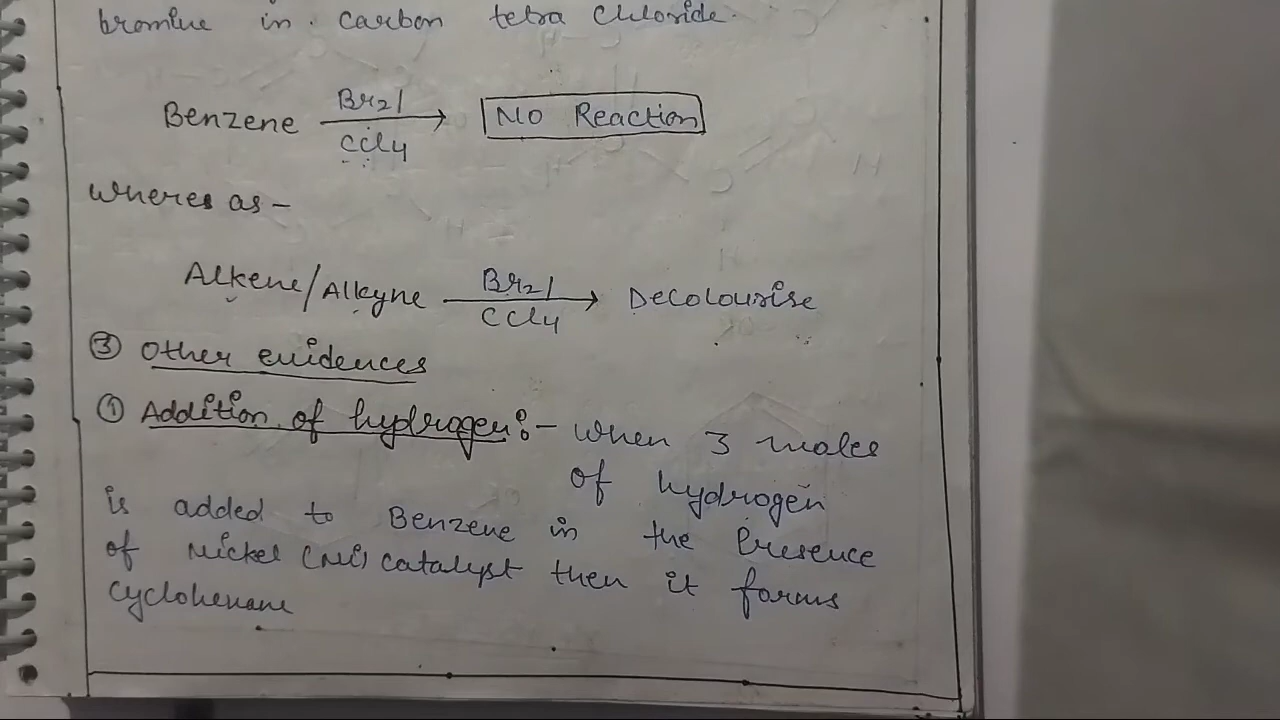 bromine in carbon tetra chloride.
Benzene Br2/ CCl4 → No Reaction
wheres as -
Alkene/Alkyne Br2/ CCl4 → Decolourise
③ Other evidences
① Addition of hydrogen :- when 3 moles
of hydrogen
is added to Benzene in the Presence
of Nickel (Ni) catalyst then it forms
cyclohexane